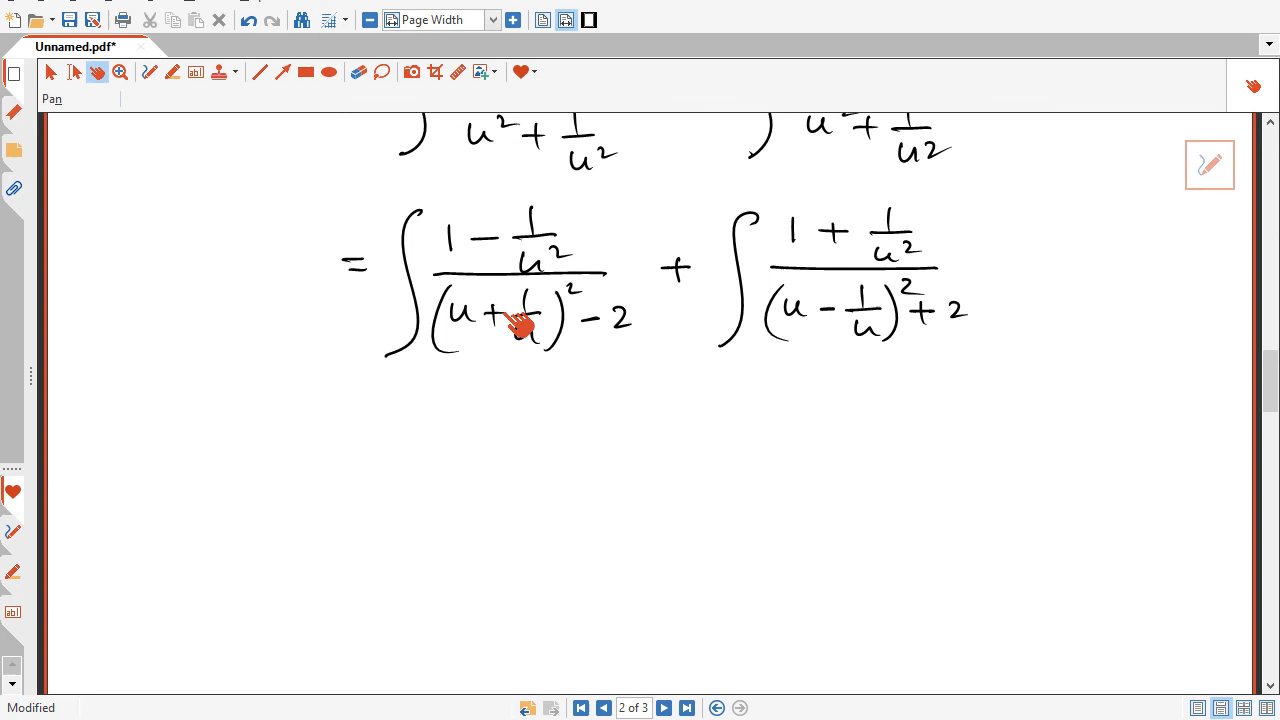 Page Width
Unnamed.pdf*
Pan
u² + 1/u²    u² + 1/u²
= ∫ (1 - 1/u²) / ((u + 1/u)² - 2) + ∫ (1 + 1/u²) / ((u - 1/u)² + 2)
Modified
2 of 3